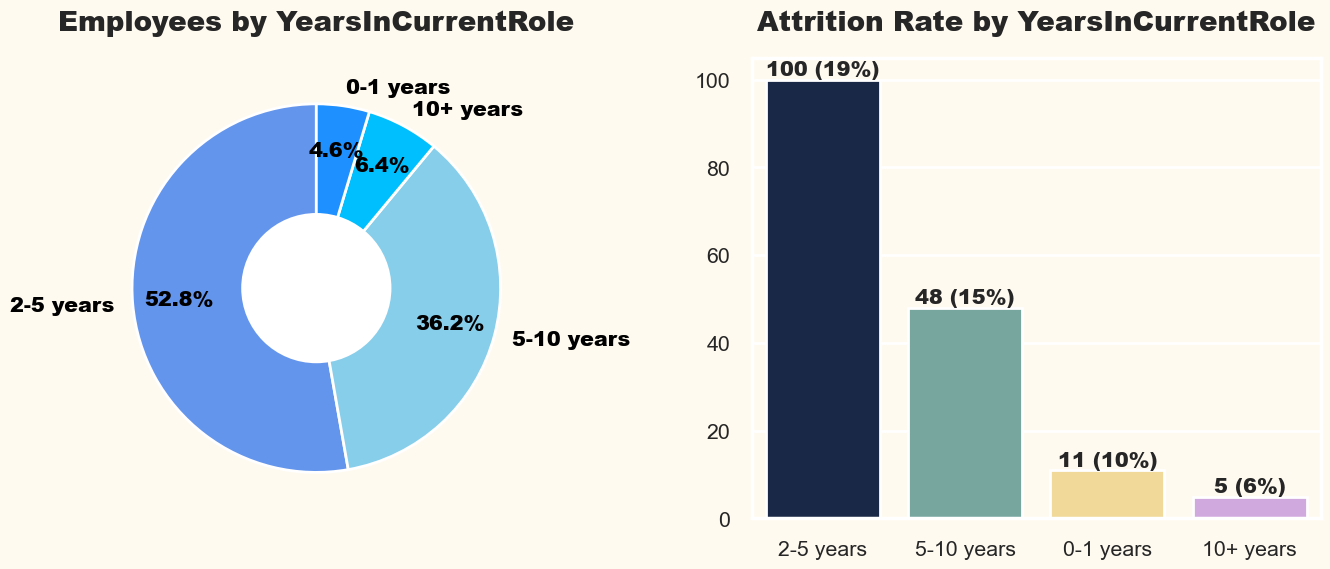 Employees by YearsInCurrentRole
0-1 years
10+ years
4.6%
6.4%
2-5 years
52.8%
36.2%
5-10 years
Attrition Rate by YearsInCurrentRole
100
80
60
40
20
0
100 (19%)
48 (15%)
11 (10%)
5 (6%)
2-5 years
5-10 years
0-1 years
10+ years